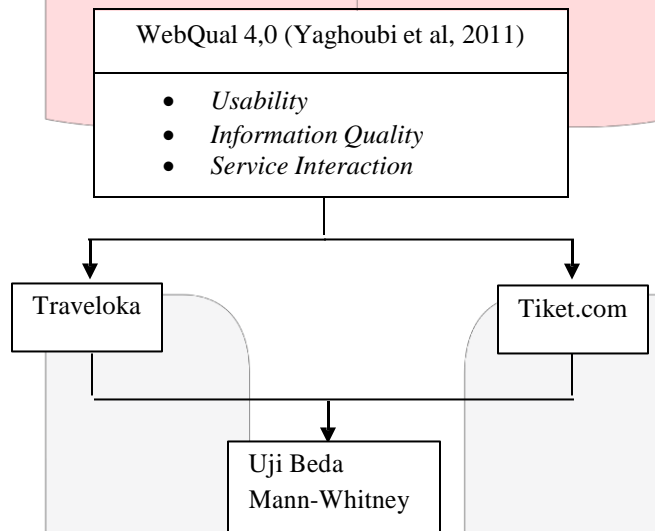 WebQual 4,0 (Yaghoubi et al, 2011)
• Usability
• Information Quality
• Service Interaction
Traveloka
Tiket.com
Uji Beda
Mann-Whitney